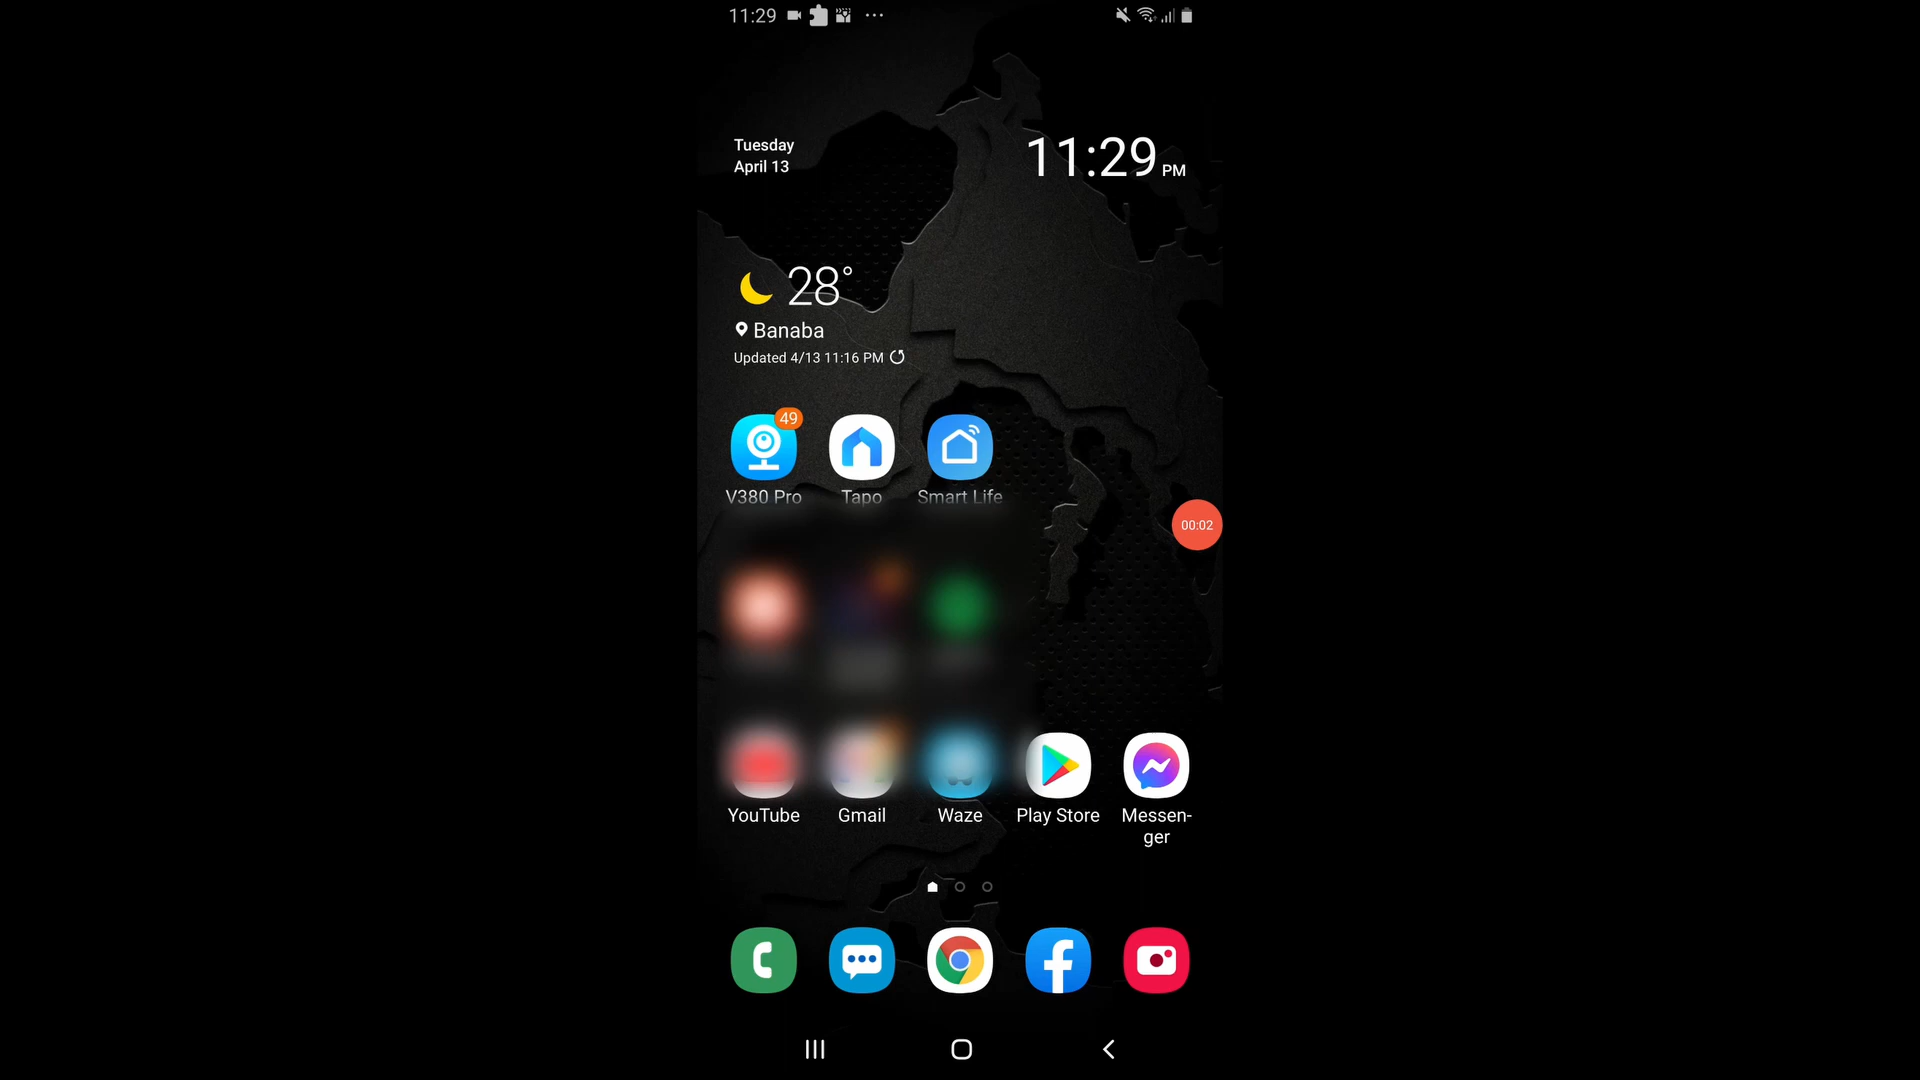 11:29
Tuesday
April 13
11:29 PM
28°
Banaba
Updated 4/13 11:16 PM
49
V380 Pro
Tapo
Smart Life
00:02
YouTube
Gmail
Waze
Play Store
Messen-
ger